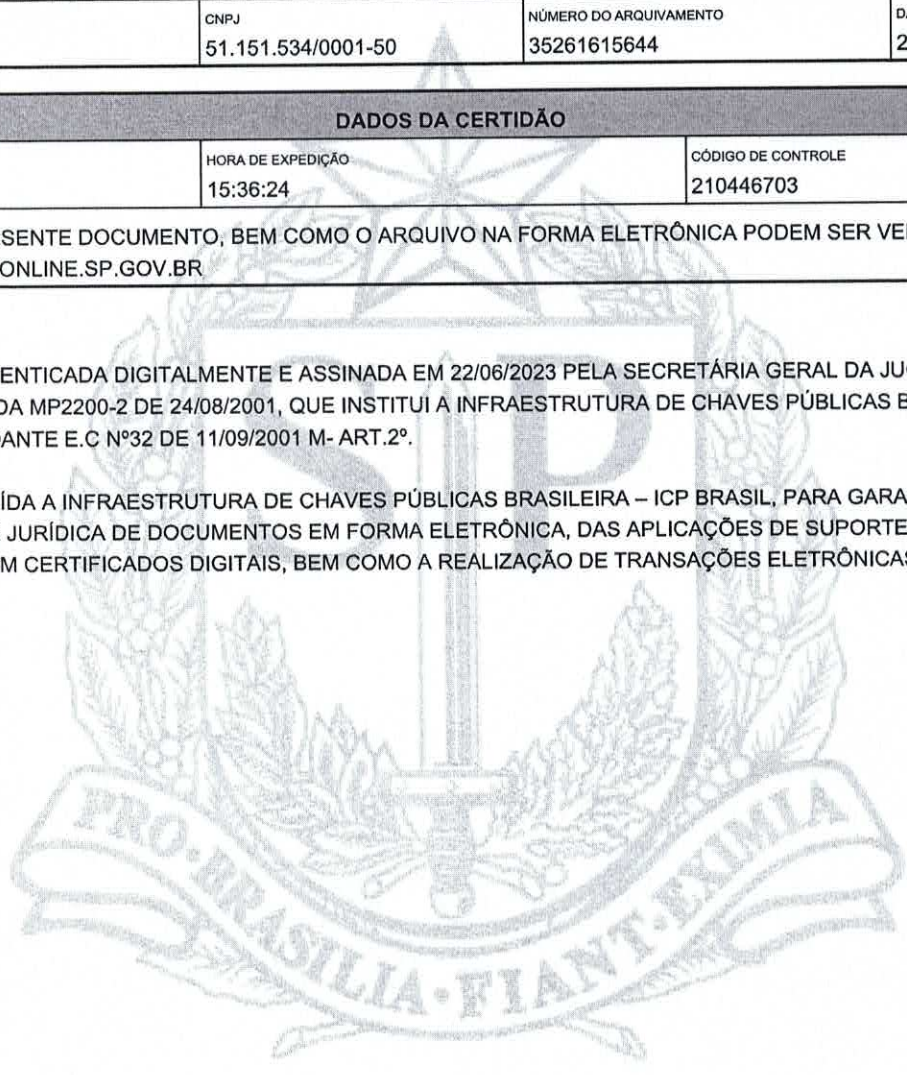 CNPJ NÚMERO DO ARQUIVAMENTO
51.151.534/0001-50 35261615644 2
DADOS DA CERTIDÃO
HORA DE EXPEDIÇÃO CÓDIGO DE CONTROLE
15:36:24 210446703
SENTE DOCUMENTO, BEM COMO O ARQUIVO NA FORMA ELETRÔNICA PODEM SER VE
ONLINE.SP.GOV.BR
ENTICADA DIGITALMENTE E ASSINADA EM 22/06/2023 PELA SECRETÁRIA GERAL DA JU
DA MP2200-2 DE 24/08/2001, QUE INSTITUI A INFRAESTRUTURA DE CHAVES PÚBLICAS B
ANTE E.C Nº32 DE 11/09/2001 M- ART.2º.
ÍDA A INFRAESTRUTURA DE CHAVES PÚBLICAS BRASILEIRA – ICP BRASIL, PARA GARA
JURÍDICA DE DOCUMENTOS EM FORMA ELETRÔNICA, DAS APLICAÇÕES DE SUPORTE
M CERTIFICADOS DIGITAIS, BEM COMO A REALIZAÇÃO DE TRANSAÇÕES ELETRÔNICAS
SP
PRO·BRASILIA·FIANT·EXIMIA